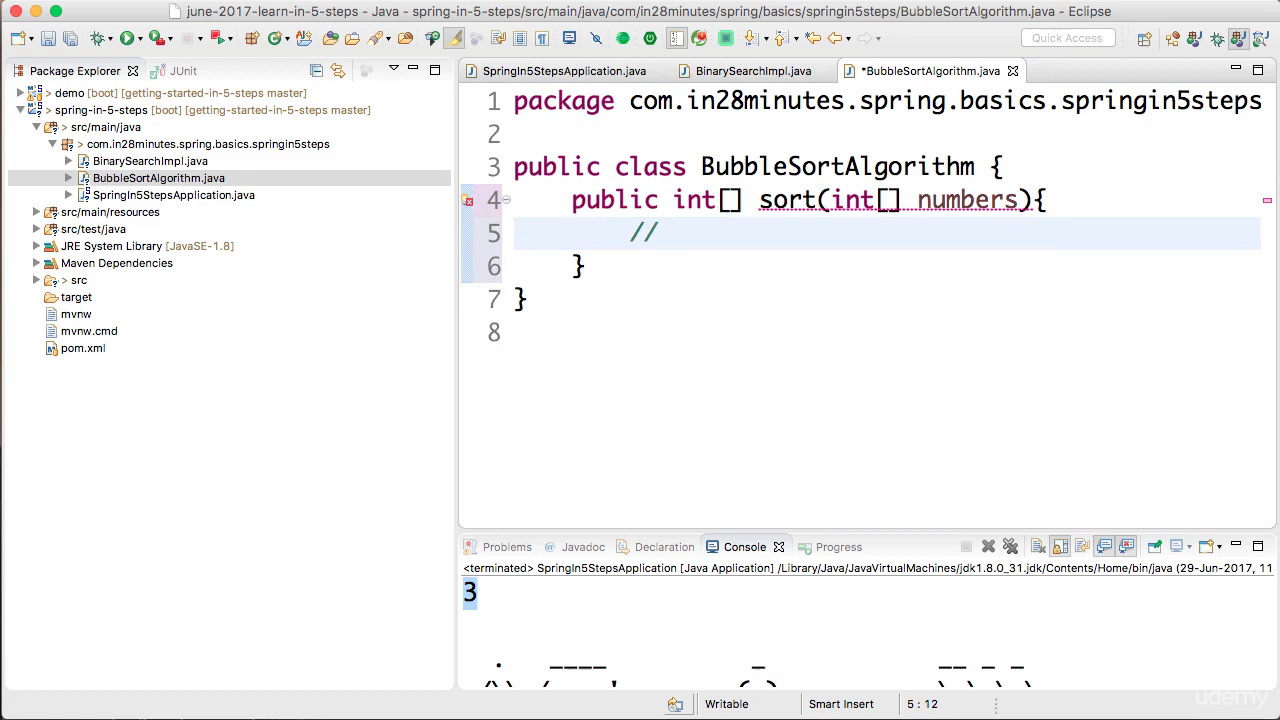 june-2017-learn-in-5-steps - Java - spring-in-5-steps/src/main/java/com/in28minutes/spring/basics/springin5steps/BubbleSortAlgorithm.java - Eclipse
Quick Access
Package Explorer
JUnit
> demo [boot] [getting-started-in-5-steps master]
> spring-in-5-steps [boot] [getting-started-in-5-steps master]
> src/main/java
> com.in28minutes.spring.basics.springin5steps
BinarySearchImpl.java
BubbleSortAlgorithm.java
SpringIn5StepsApplication.java
src/main/resources
src/test/java
JRE System Library [JavaSE-1.8]
Maven Dependencies
> src
target
mvnw
mvnw.cmd
pom.xml
SpringIn5StepsApplication.java
BinarySearchImpl.java
*BubbleSortAlgorithm.java
1 package com.in28minutes.spring.basics.springin5steps
2
3 public class BubbleSortAlgorithm {
4 public int[] sort(int[] numbers){
5 //
6 }
7 }
8
Problems
@ Javadoc
Declaration
Console
Progress
<terminated> SpringIn5StepsApplication [Java Application] /Library/Java/JavaVirtualMachines/jdk1.8.0_31.jdk/Contents/Home/bin/java (29-Jun-2017, 11
3
Writable
Smart Insert
5 : 12
udemy